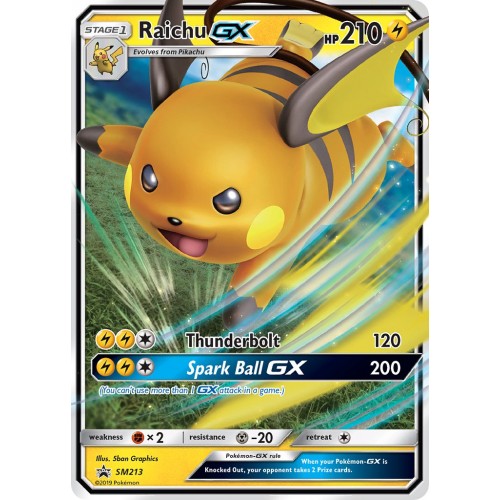 STAGE 1 Raichu GX HP 210
Evolves from Pikachu
Thunderbolt 120
Spark Ball GX 200
(You can't use more than 1 GX attack in a game.)
weakness × 2 resistance -20 retreat
Illus. 5ban Graphics
Pokémon-GX rule
When your Pokémon-GX is
Knocked Out, your opponent takes 2 Prize cards.
SM213
©2019 Pokémon